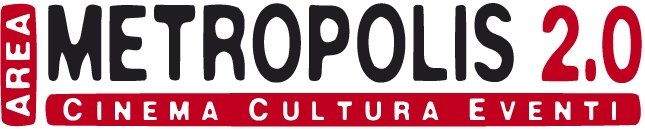 AREA
METROPOLIS 2.0
CINEMA CULTURA EVENTI